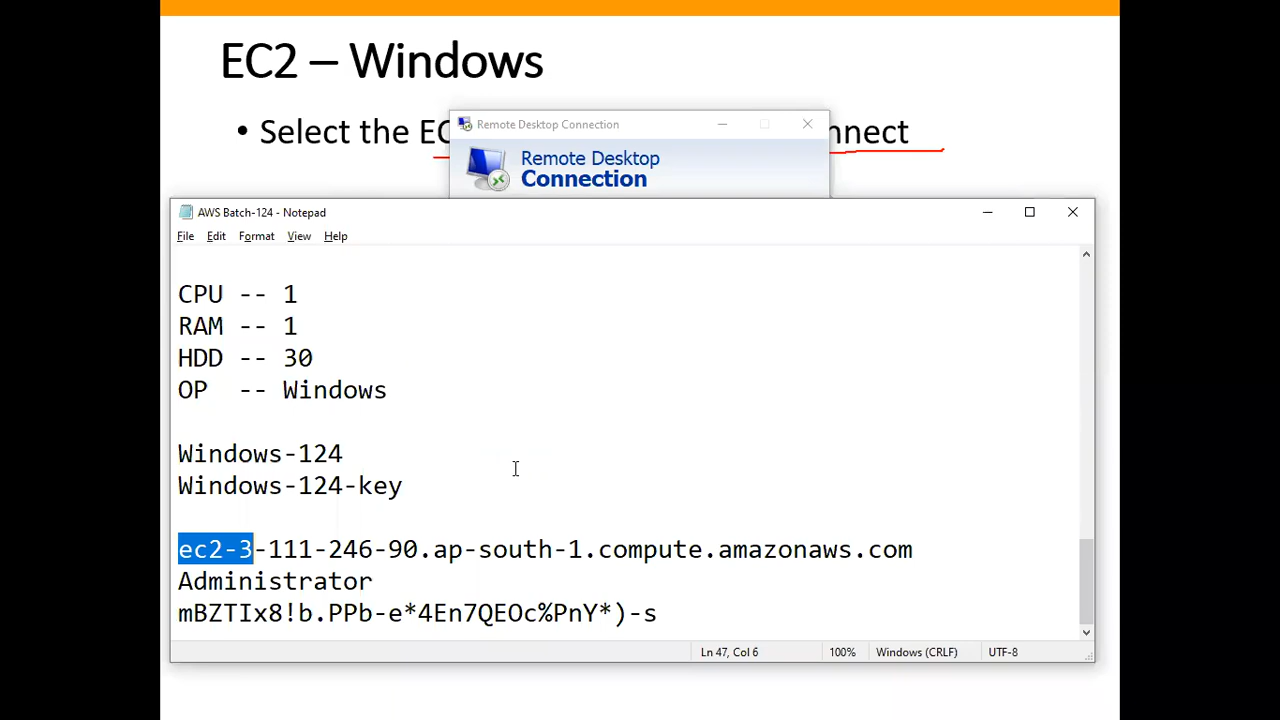 EC2 – Windows
• Select the EC
nnect
Remote Desktop Connection
Remote Desktop
Connection
AWS Batch-124 - Notepad
File Edit Format View Help
CPU -- 1
RAM -- 1
HDD -- 30
OP -- Windows
Windows-124
Windows-124-key
ec2-3-111-246-90.ap-south-1.compute.amazonaws.com
Administrator
mBZTIx8!b.PPb-e*4En7QEOc%PnY*)-s
Ln 47, Col 6 100% Windows (CRLF) UTF-8